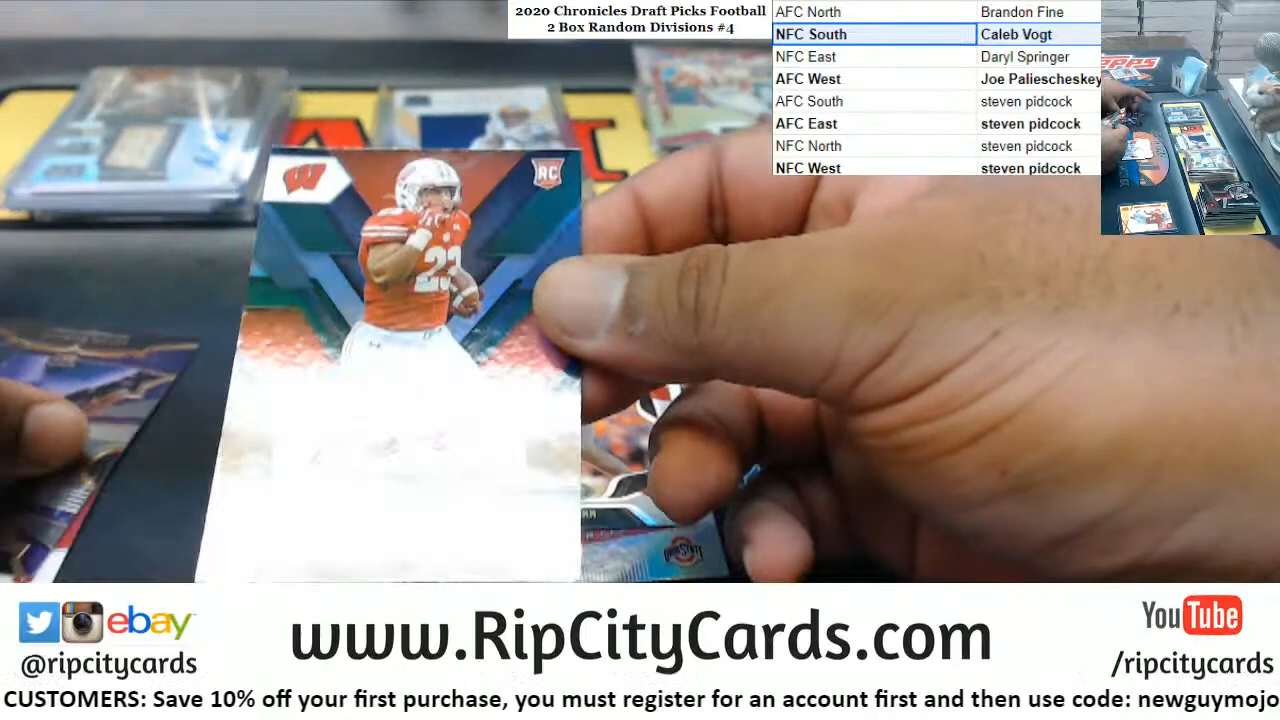 2020 Chronicles Draft Picks Football
2 Box Random Divisions #4
AFC North Brandon Fine
NFC South Caleb Vogt
NFC East Daryl Springer
AFC West Joe Paliescheskey
AFC South steven pidcock
AFC East steven pidcock
NFC North steven pidcock
NFC West steven pidcock
W
RC
23
OHIO STATE
ebay
@ripcitycards
www.RipCityCards.com
YouTube
/ripcitycards
CUSTOMERS: Save 10% off your first purchase, you must register for an account first and then use code: newguymojo